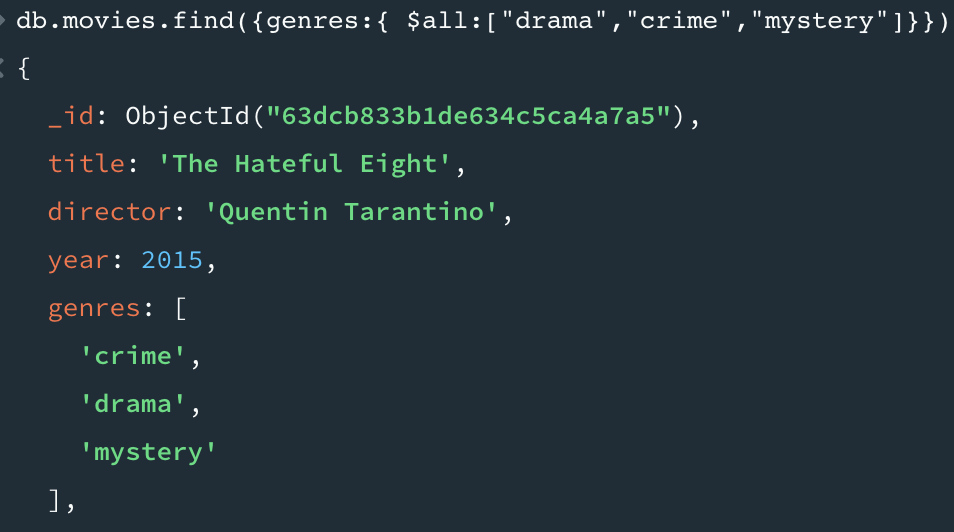 db.movies.find({genres:{ $all:["drama","crime","mystery"]}})
{
_id: ObjectId("63dcb833b1de634c5ca4a7a5"),
title: 'The Hateful Eight',
director: 'Quentin Tarantino',
year: 2015,
genres: [
'crime',
'drama',
'mystery'
],